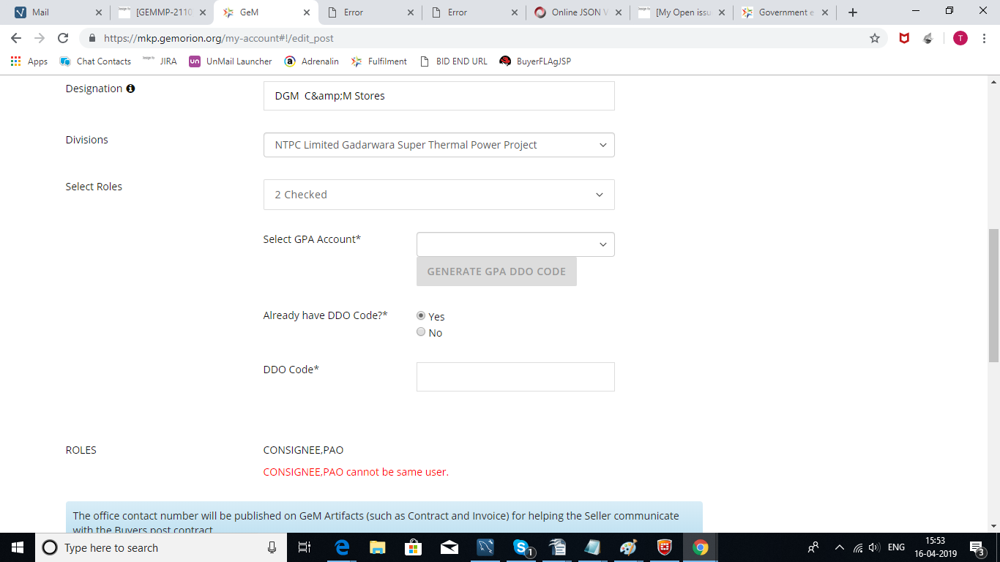 Mail
[GEMMP-2110
GeM
Error
Error
Online JSON V
[My Open issu
Government e
https://mkp.gemorion.org/my-account#!/edit_post
T
Apps
Chat Contacts
JIRA
un
UnMail Launcher
a
Adrenalin
Fulfilment
BID END URL
BuyerFLAgJSP
Designation
DGM C&amp;M Stores
Divisions
NTPC Limited Gadarwara Super Thermal Power Project
Select Roles
2 Checked
Select GPA Account*
GENERATE GPA DDO CODE
Already have DDO Code?*
Yes
No
DDO Code*
ROLES
CONSIGNEE,PAO
CONSIGNEE,PAO cannot be same user.
The office contact number will be published on GeM Artifacts (such as Contract and Invoice) for helping the Seller communicate
with the Buyers post contract
Type here to search
1
ENG
15:53
16-04-2019
3